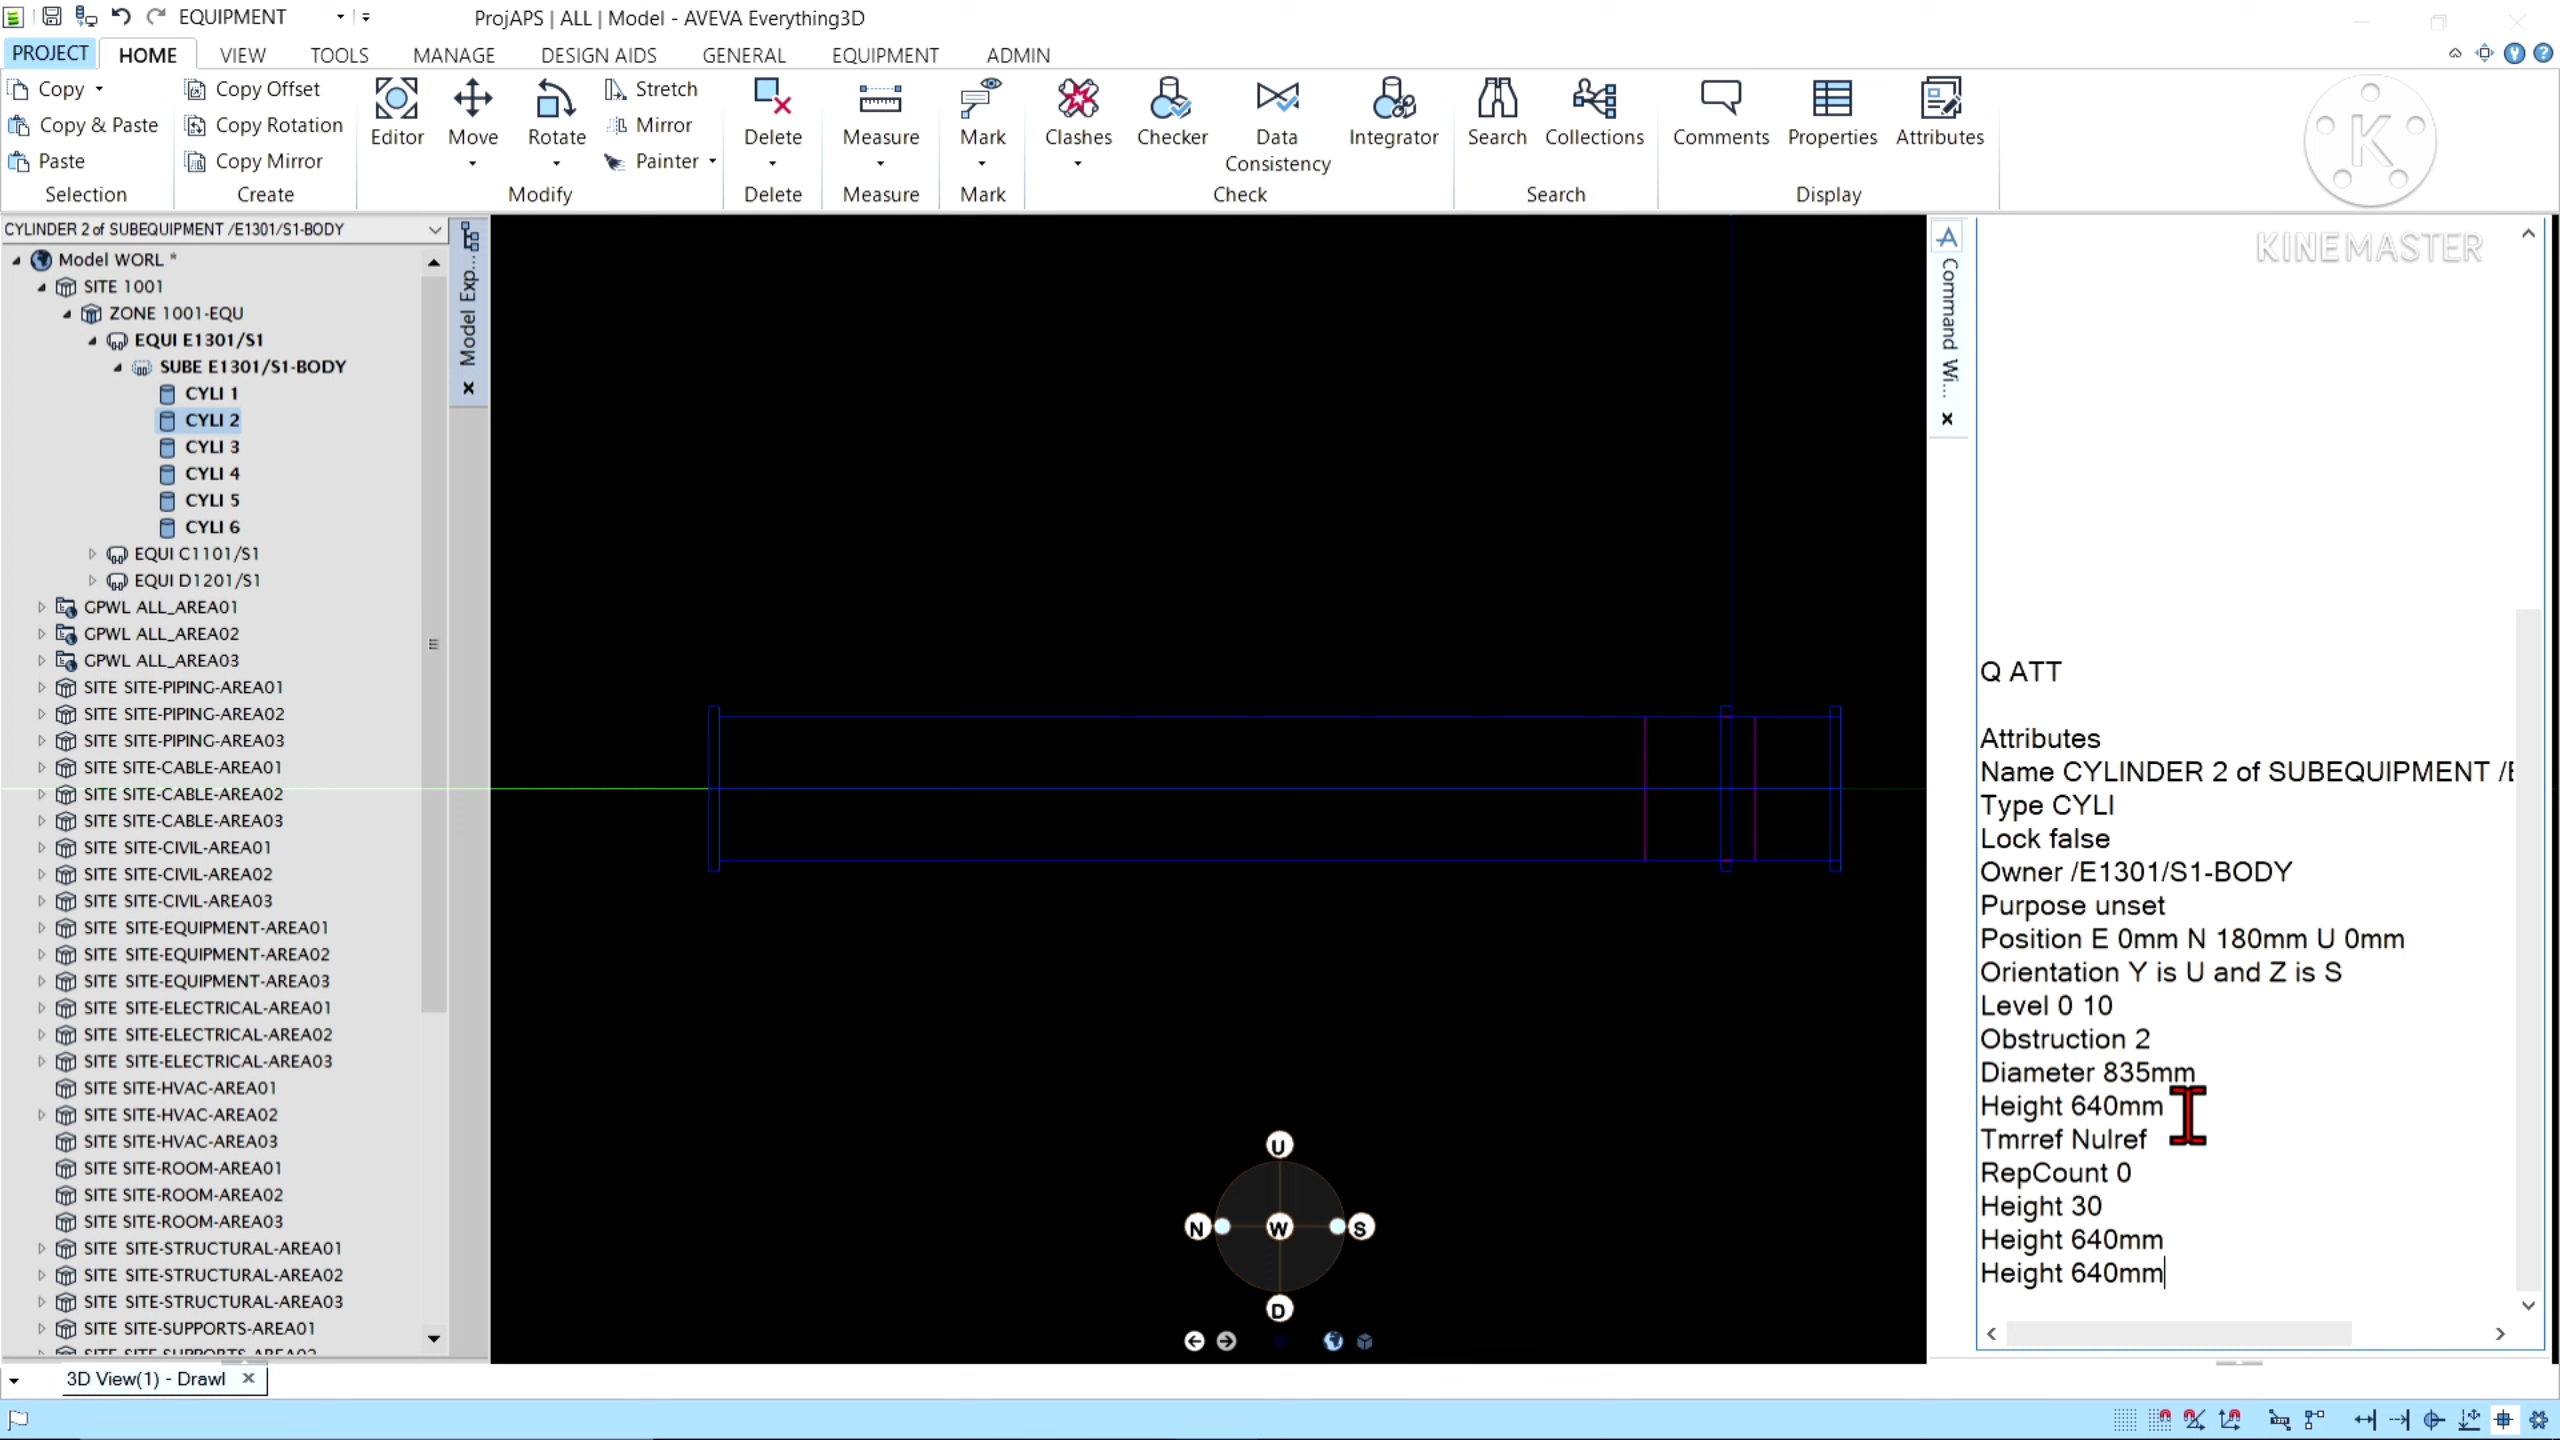 EQUIPMENT
ProjAPS | ALL | Model - AVEVA Everything3D
PROJECT HOME VIEW TOOLS MANAGE DESIGN AIDS GENERAL EQUIPMENT ADMIN
Copy
Copy & Paste
Paste
Selection
Copy Offset
Copy Rotation
Copy Mirror
Create
Editor
Move
Rotate
Stretch
Mirror
Painter
Modify
Delete
Delete
Measure
Measure
Mark
Mark
Clashes
Checker
Data
Consistency
Integrator
Check
Search
Collections
Search
Comments
Properties
Attributes
Display
K
KINEMASTER
CYLINDER 2 of SUBEQUIPMENT /E1301/S1-BODY
Model WORL *
SITE 1001
ZONE 1001-EQU
EQUI E1301/S1
SUBE E1301/S1-BODY
CYLI 1
CYLI 2
CYLI 3
CYLI 4
CYLI 5
CYLI 6
EQUI C1101/S1
EQUI D1201/S1
GPWL ALL_AREA01
GPWL ALL_AREA02
GPWL ALL_AREA03
SITE SITE-PIPING-AREA01
SITE SITE-PIPING-AREA02
SITE SITE-PIPING-AREA03
SITE SITE-CABLE-AREA01
SITE SITE-CABLE-AREA02
SITE SITE-CABLE-AREA03
SITE SITE-CIVIL-AREA01
SITE SITE-CIVIL-AREA02
SITE SITE-CIVIL-AREA03
SITE SITE-EQUIPMENT-AREA01
SITE SITE-EQUIPMENT-AREA02
SITE SITE-EQUIPMENT-AREA03
SITE SITE-ELECTRICAL-AREA01
SITE SITE-ELECTRICAL-AREA02
SITE SITE-ELECTRICAL-AREA03
SITE SITE-HVAC-AREA01
SITE SITE-HVAC-AREA02
SITE SITE-HVAC-AREA03
SITE SITE-ROOM-AREA01
SITE SITE-ROOM-AREA02
SITE SITE-ROOM-AREA03
SITE SITE-STRUCTURAL-AREA01
SITE SITE-STRUCTURAL-AREA02
SITE SITE-STRUCTURAL-AREA03
SITE SITE-SUPPORTS-AREA01
SITE SITE-SUPPORTS-AREA02
Model Exp...
U
N W S
D
Command Wi...
Q ATT
Attributes
Name CYLINDER 2 of SUBEQUIPMENT /E
Type CYLI
Lock false
Owner /E1301/S1-BODY
Purpose unset
Position E 0mm N 180mm U 0mm
Orientation Y is U and Z is S
Level 0 10
Obstruction 2
Diameter 835mm
Height 640mm
Tmrref Nulref
RepCount 0
Height 30
Height 640mm
Height 640mm
3D View(1) - Drawl